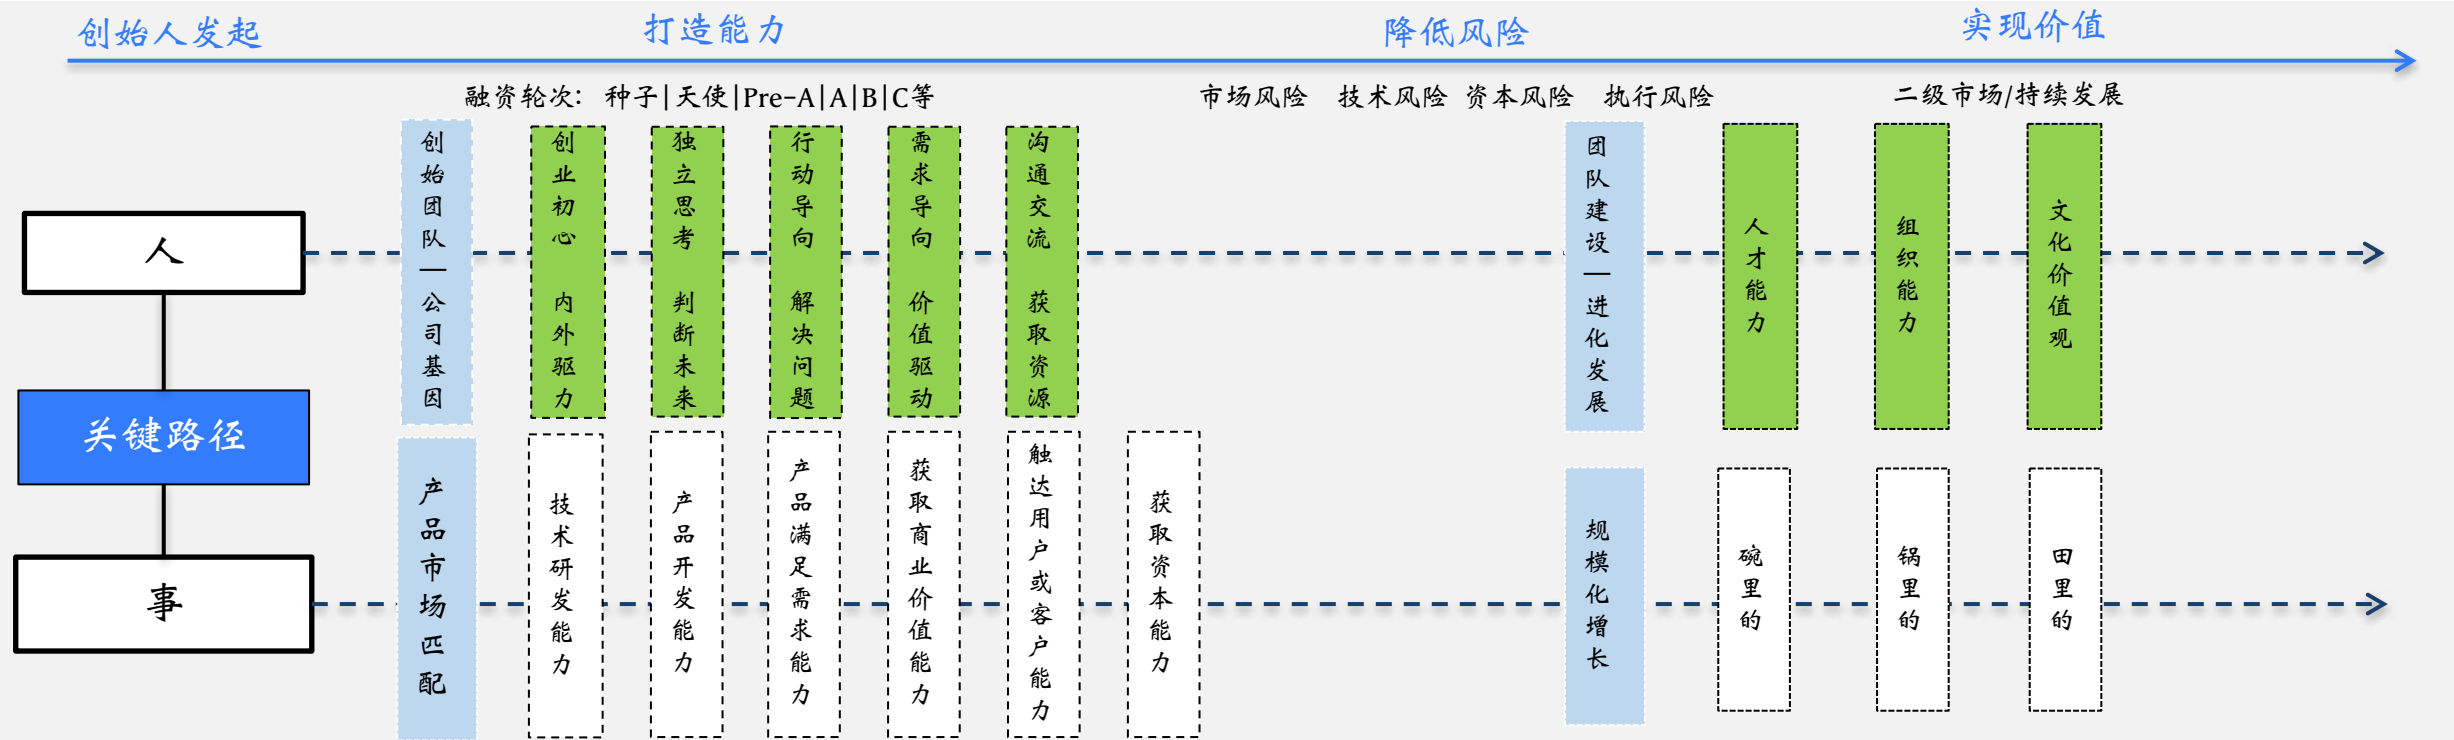 创始人发起
打造能力
降低风险
实现价值
融资轮次: 种子|天使|Pre-A|A|B|C等
市场风险 技术风险 资本风险 执行风险
二级市场/持续发展
人
关键路径
事
创始团队—公司基因
创业初心 内外驱力
独立思考 判断未来
行动导向 解决问题
需求导向 价值驱动
沟通交流 获取资源
团队建设—进化发展
人才能力
组织能力
文化价值观
产品市场匹配
技术研发能力
产品开发能力
产品满足需求能力
获取商业价值能力
触达用户或客户能力
获取资本能力
规模化增长
碗里的
锅里的
田里的